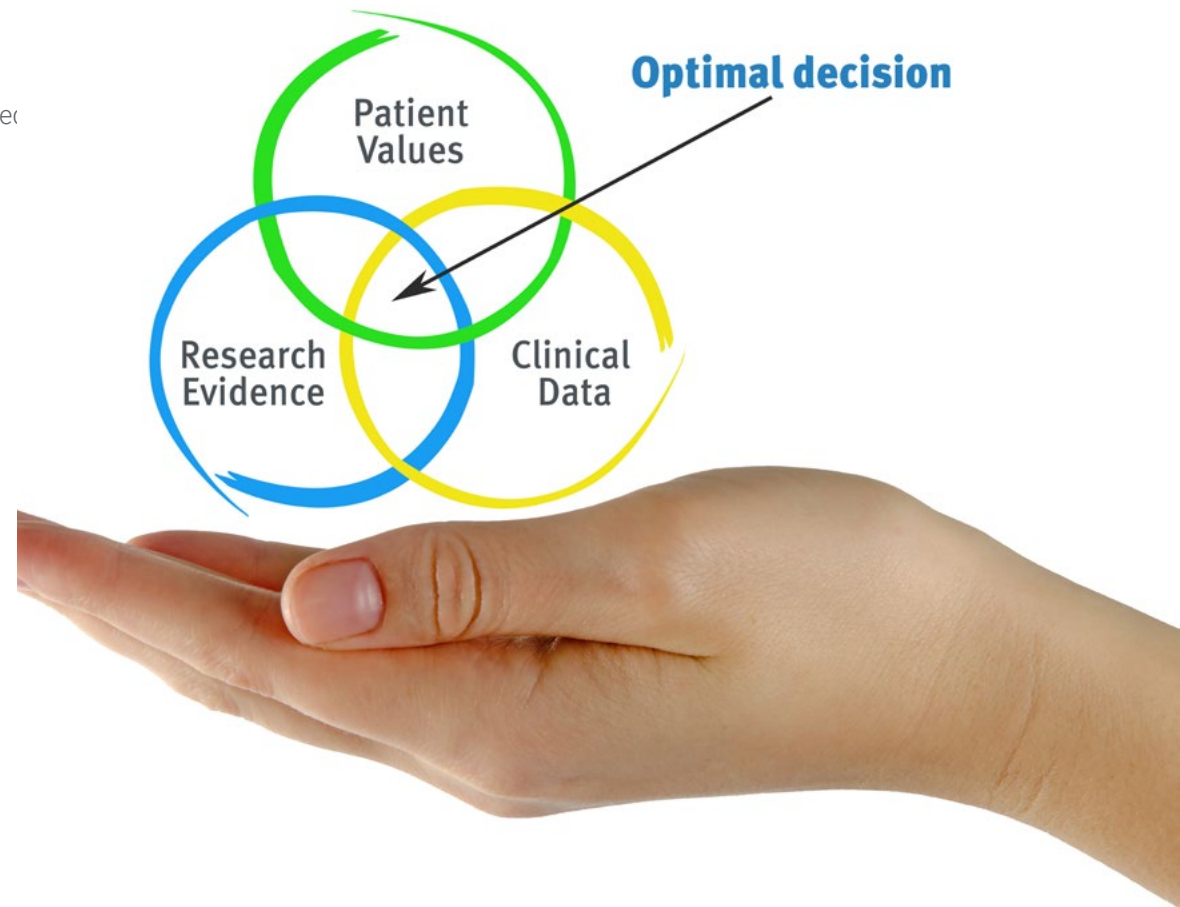 Optimal decision
Patient
Values
Research
Evidence
Clinical
Data